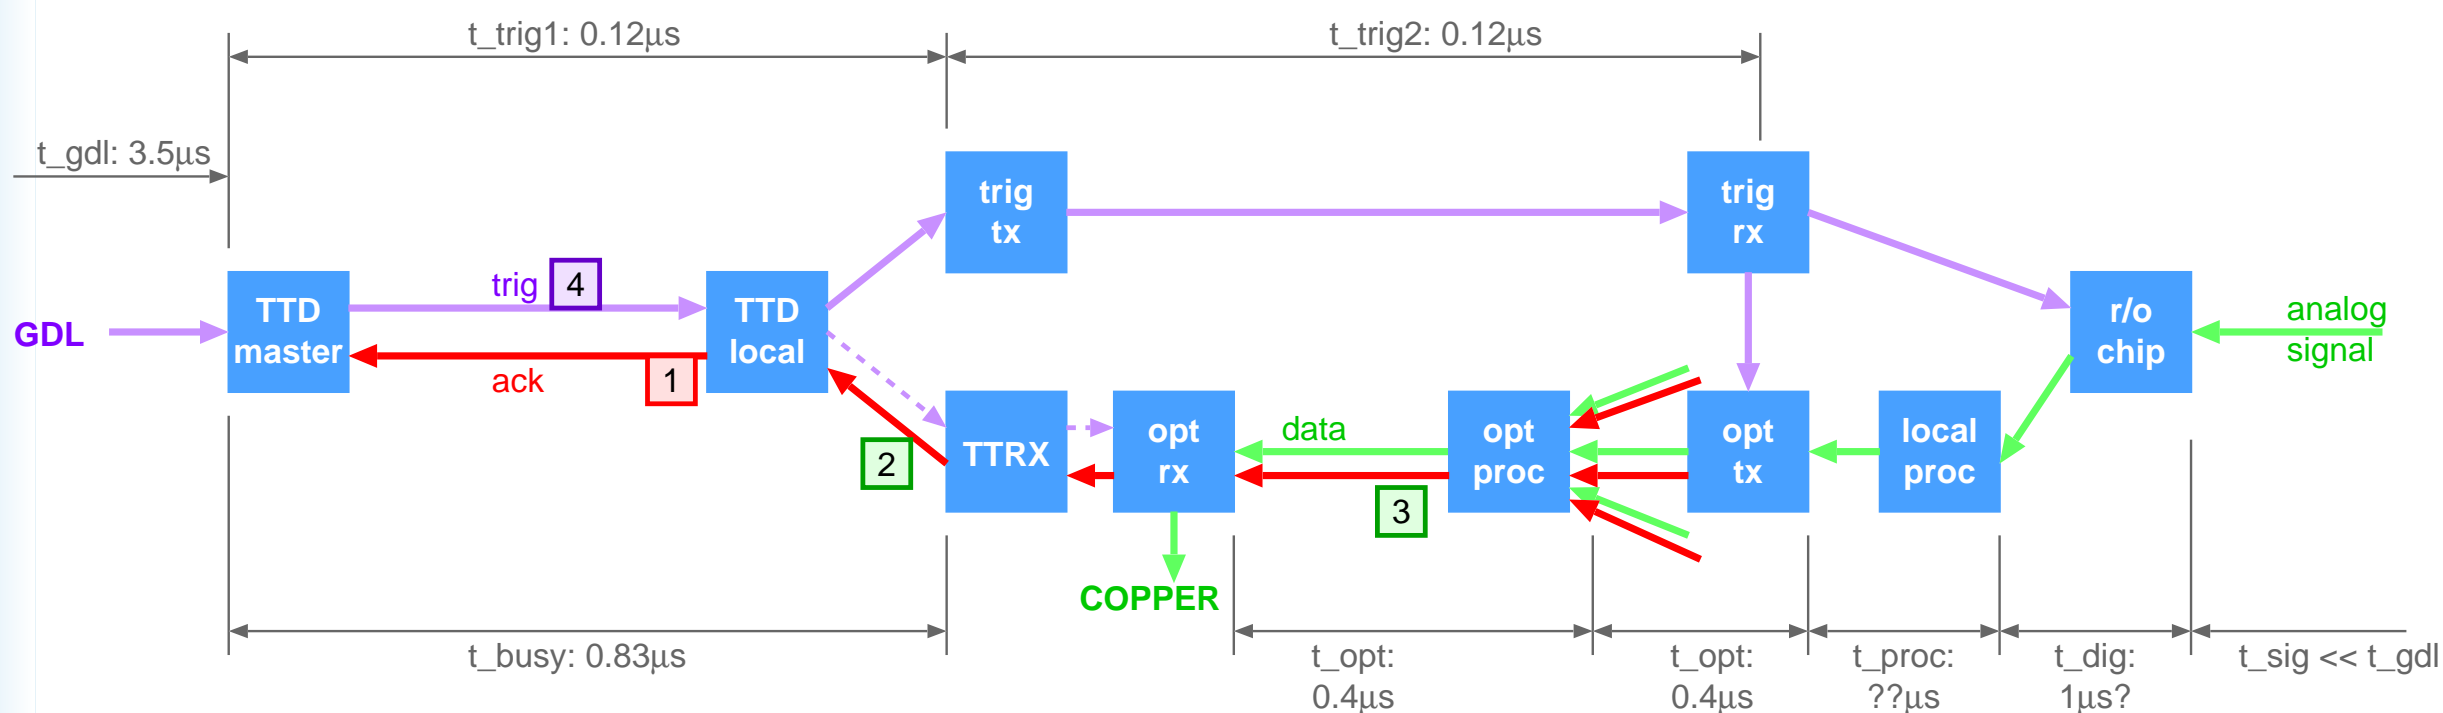 t_trig1: 0.12μs
t_trig2: 0.12μs
t_gdl: 3.5μs
trig
tx
trig
rx
trig
4
TTD
master
TTD
local
r/o
chip
analog
signal
GDL
ack
1
2
TTRX
opt
rx
data
opt
proc
3
opt
tx
local
proc
COPPER
t_busy: 0.83μs
t_opt:
0.4μs
t_opt:
0.4μs
t_proc:
??μs
t_dig:
1μs?
t_sig << t_gdl